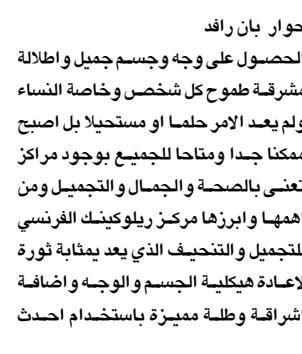 حوار بان رافد
الحصول على وجه وجسم جميل واطلالة
مشرقة طموح كل شخص وخاصة النساء
ولم يعد الامر حلما او مستحيلا بل اصبح
ممكنا جدا ومتاحا للجميع بوجود مراكز
تعنى بالصحة والجمال والتجميل ومن
اهمها وابرزها مركز ريلوكينك الفرنسي
للتجميل والتنحيف الذي يعد بمثابة ثورة
لاعادة هيكلية الجسم والوجه واضافة
اشراقة وطلة مميزة باستخدام احدث